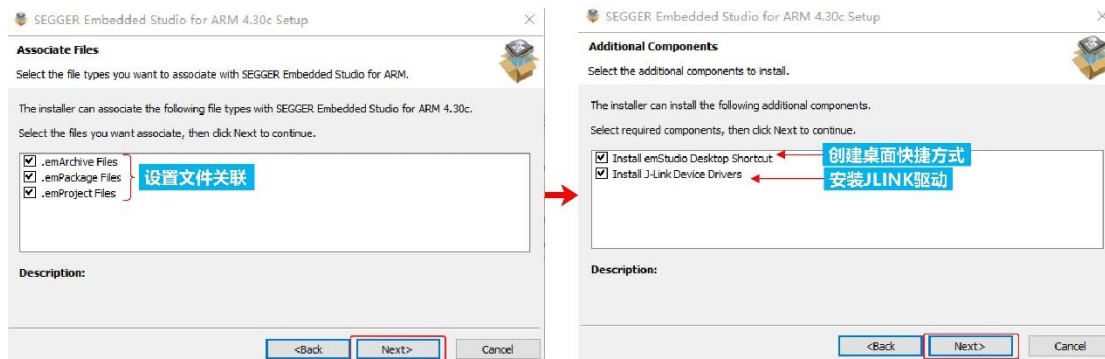 SEGGER Embedded Studio for ARM 4.30c Setup
Associate Files
Select the file types you want to associate with SEGGER Embedded Studio for ARM.
The installer can associate the following file types with SEGGER Embedded Studio for ARM 4.30c.
Select the files you want associate, then click Next to continue.
.emArchive Files
.emPackage Files
.emProject Files
设置文件关联
Description:
<Back
Next>
Cancel
SEGGER Embedded Studio for ARM 4.30c Setup
Additional Components
Select the additional components to install.
The installer can install the following additional components.
Select required components, then click Next to continue.
Install emStudio Desktop Shortcut
创建桌面快捷方式
Install J-Link Device Drivers
安装JLINK驱动
Description:
<Back
Next>
Cancel